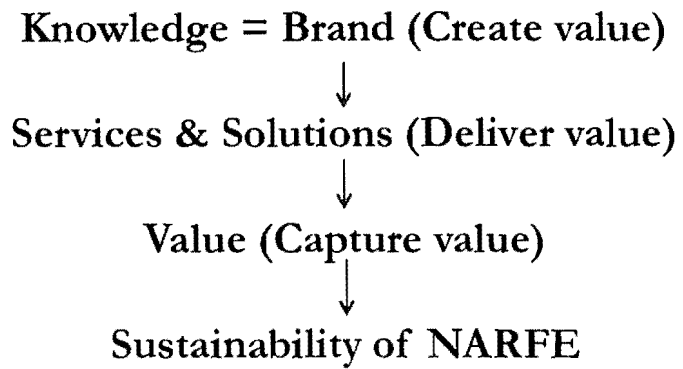 Knowledge = Brand (Create value)
Services & Solutions (Deliver value)
Value (Capture value)
Sustainability of NARFE